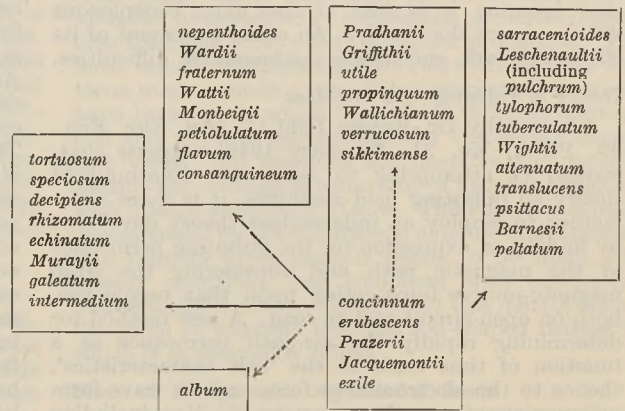 nepenthoides
Wardii
fraternum
Wattii
Monbeigii
petiolulatum
flavum
consanguineum
Pradhanii
Griffithii
utile
propinquum
Wallichianum
verrucosum
sikkimense
sarracenioides
Leschenaultii
(including
pulchrum)
tylophorum
tuberculatum
Wightii
attenuatum
translucens
psittacus
Barnesii
peltatum
tortuosum
speciosum
decipiens
rhizomatum
echinatum
Murayii
galeatum
intermedium
concinnum
erubescens
Prazerii
Jacquemontii
exile
album